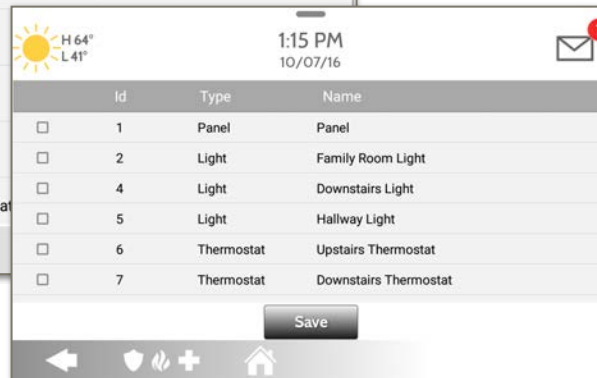 H 64°
L 41°
1:15 PM
10/07/16
Id Type Name
1 Panel Panel
2 Light Family Room Light
4 Light Downstairs Light
5 Light Hallway Light
6 Thermostat Upstairs Thermostat
7 Thermostat Downstairs Thermostat
Save